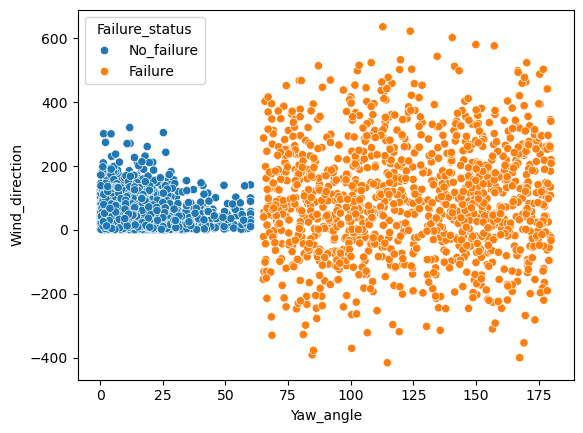 Failure_status
No_failure
Failure
600
400
200
0
−200
−400
Wind_direction
0
25
50
75
100
125
150
175
Yaw_angle